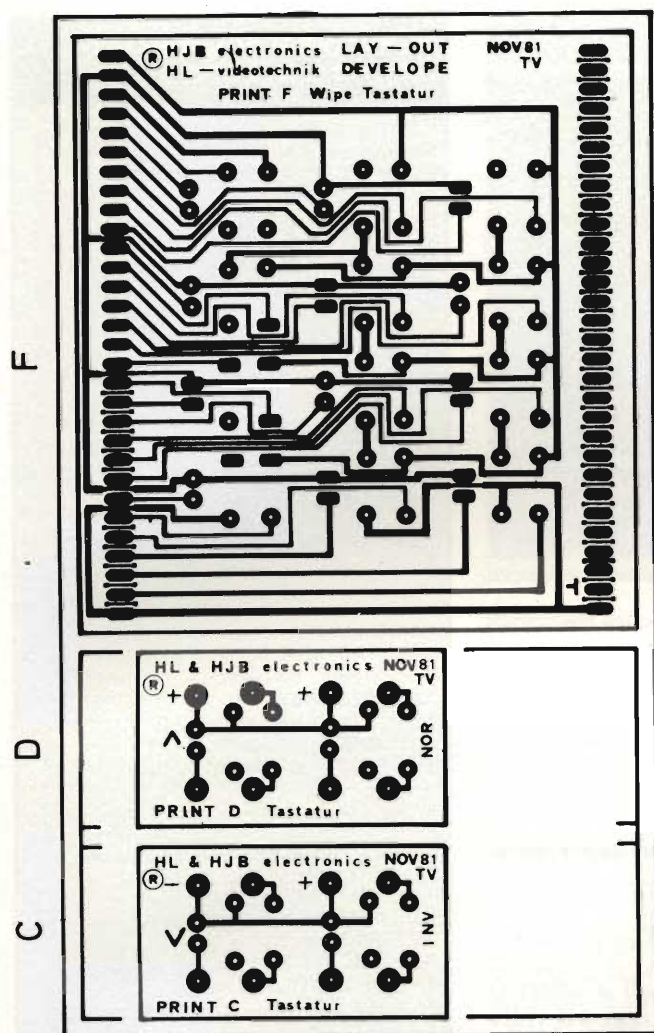 ® HJB electronics LAY — OUT NOV81
HL — videotechnik DEVELOPE TV
PRINT F Wipe Tastatur
F
T
HL & HJB electronics NOV81
® TV
+ +
>
NOR
PRINT D Tastatur
D
HL & HJB electronics NOV81
® TV
- +
<
INV
PRINT C Tastatur
C